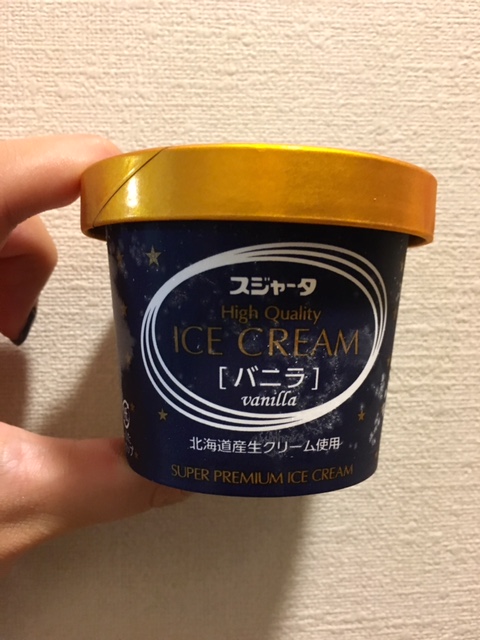 スジャータ
High Quality
ICE CREAM
[バニラ]
vanilla
北海道産生クリーム使用
SUPER PREMIUM ICE CREAM